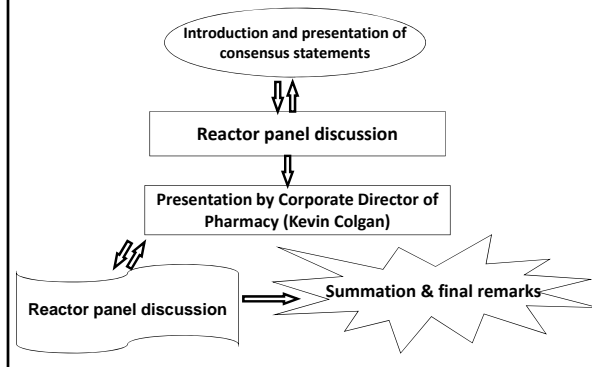 Introduction and presentation of
consensus statements
Reactor panel discussion
Presentation by Corporate Director of
Pharmacy (Kevin Colgan)
Reactor panel discussion
Summation & final remarks